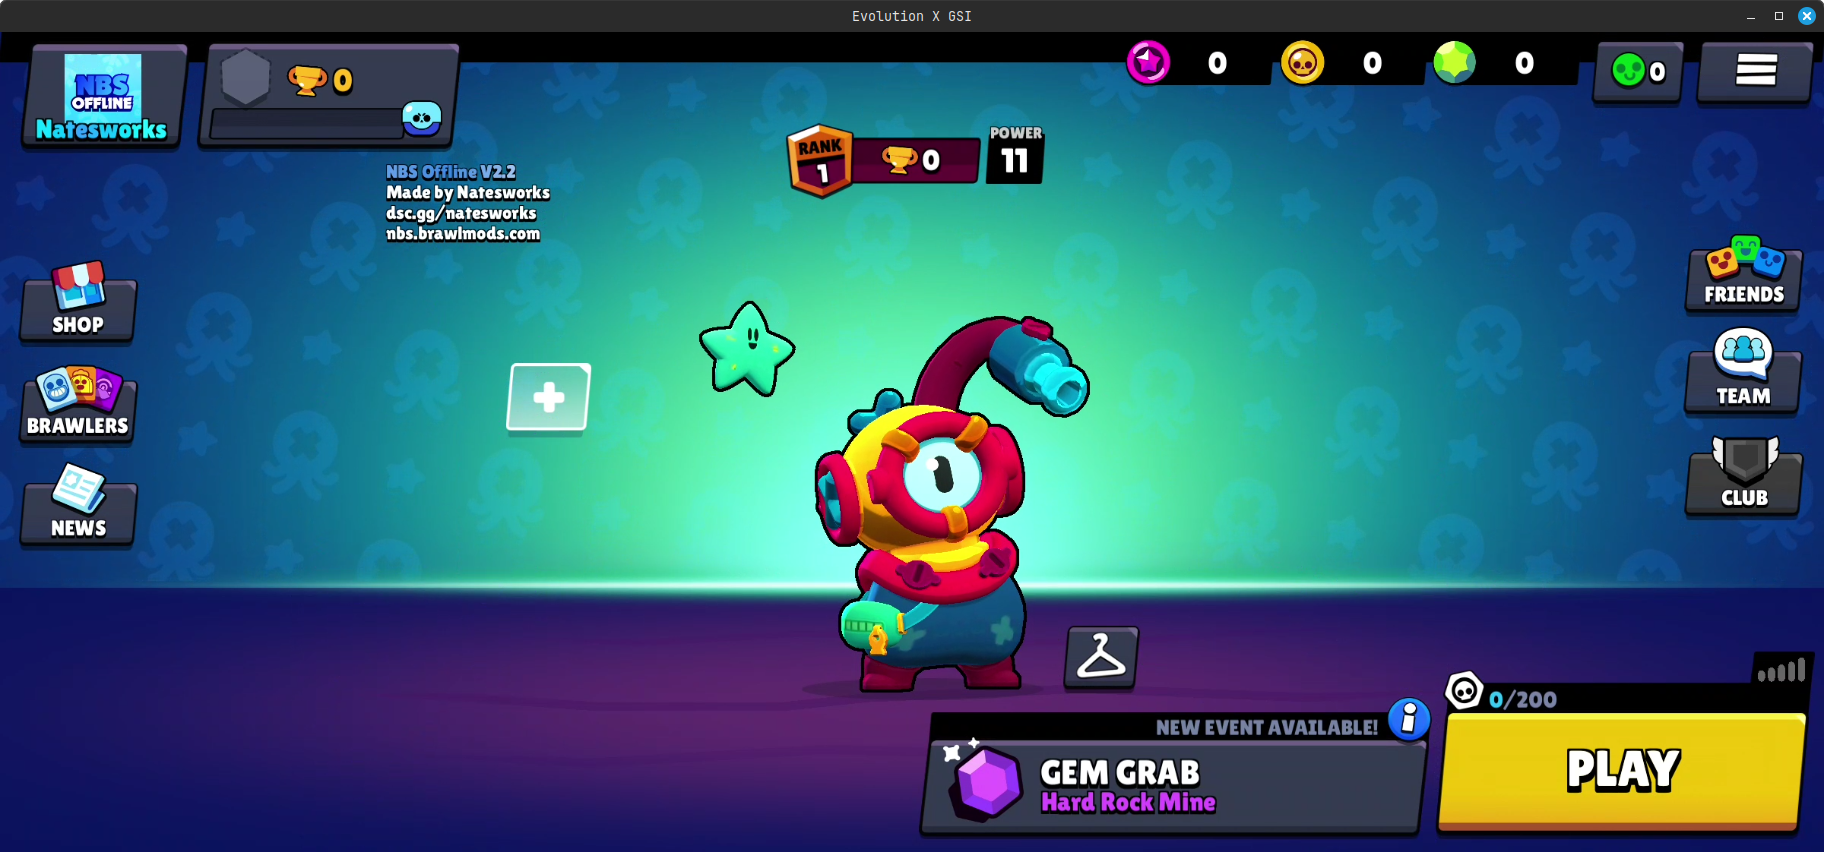 Evolution X GSI
NBS
OFFLINE
Natesworks
0
0
0
0
0
RANK
1
0
POWER
11
NBS Offline V2.2
Made by Natesworks
dsc.gg/natesworks
nbs.brawlmods.com
SHOP
BRAWLERS
NEWS
FRIENDS
TEAM
CLUB
0/200
NEW EVENT AVAILABLE!
GEM GRAB
Hard Rock Mine
PLAY